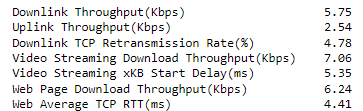 Downlink Throughput(Kbps) 5.75
Uplink Throughput(Kbps) 2.54
Downlink TCP Retransmission Rate(%) 4.78
Video Streaming Download Throughput(Kbps) 7.06
Video Streaming xKB Start Delay(ms) 5.35
Web Page Download Throughput(Kbps) 6.24
Web Average TCP RTT(ms) 4.41